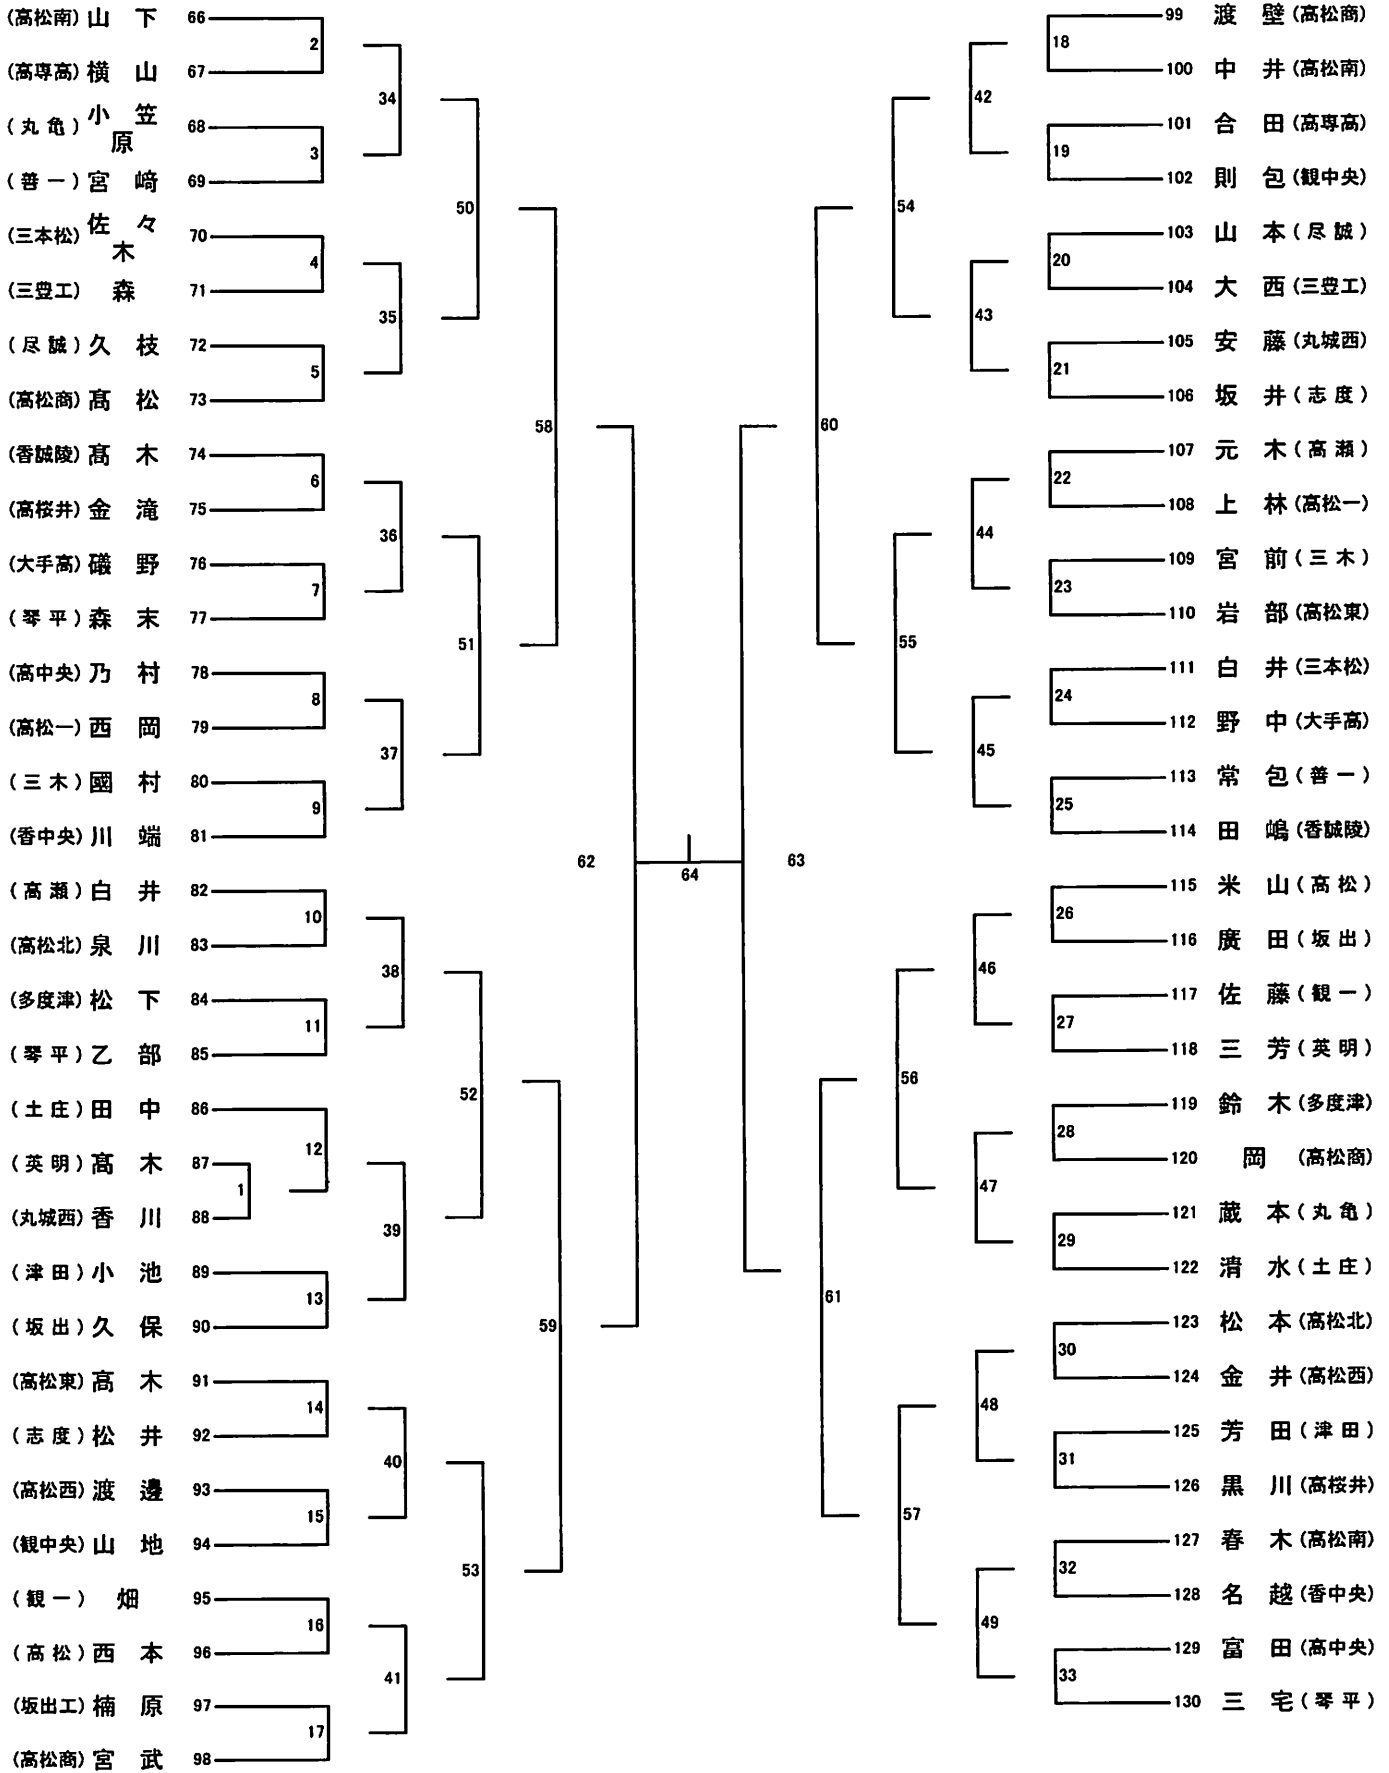 (高松南) 山下 66
(高専高) 横山 67
(丸亀) 小笠原 68
(善一) 宮﨑 69
(三本松) 佐々木 70
(三豊工) 森 71
(尽誠) 久枝 72
(高松商) 髙松 73
(香誠陵) 髙木 74
(高桜井) 金滝 75
(大手高) 礒野 76
(琴平) 森末 77
(高中央) 乃村 78
(高松一) 西岡 79
(三木) 國村 80
(香中央) 川端 81
(高瀬) 白井 82
(高松北) 泉川 83
(多度津) 松下 84
(琴平) 乙部 85
(土庄) 田中 86
(英明) 髙木 87
(丸城西) 香川 88
(津田) 小池 89
(坂出) 久保 90
(高松東) 高木 91
(志度) 松井 92
(高松西) 渡邊 93
(観中央) 山地 94
(観一) 畑 95
(高松) 西本 96
(坂出工) 楠原 97
(高松商) 宮武 98
1
2
3
4
5
6
7
8
9
10
11
12
13
14
15
16
17
34
35
36
37
38
39
40
41
50
51
52
53
58
59
62
64
63
60
61
54
55
56
57
42
43
44
45
46
47
48
49
18
19
20
21
22
23
24
25
26
27
28
29
30
31
32
33
99 渡壁 (高松商)
100 中井 (高松南)
101 合田 (高専高)
102 則包 (観中央)
103 山本 (尽誠)
104 大西 (三豊工)
105 安藤 (丸城西)
106 坂井 (志度)
107 元木 (高瀬)
108 上林 (高松一)
109 宮前 (三木)
110 岩部 (高松東)
111 白井 (三本松)
112 野中 (大手高)
113 常包 (善一)
114 田嶋 (香誠陵)
115 米山 (高松)
116 廣田 (坂出)
117 佐藤 (観一)
118 三芳 (英明)
119 鈴木 (多度津)
120 岡 (高松商)
121 蔵本 (丸亀)
122 清水 (土庄)
123 松本 (高松北)
124 金井 (高松西)
125 芳田 (津田)
126 黒川 (高桜井)
127 春木 (高松南)
128 名越 (香中央)
129 富田 (高中央)
130 三宅 (琴平)